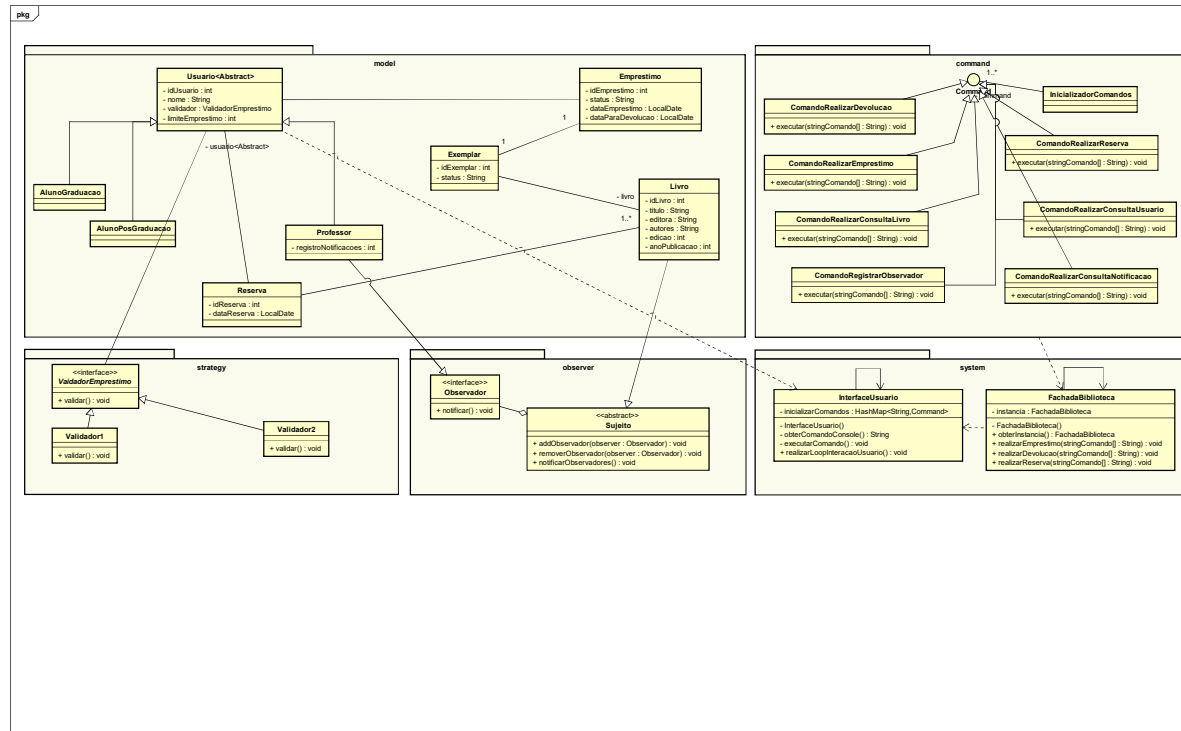 pkg
model
Usuario<Abstract>
- idUsuario : int
- nome : String
- validador : ValidadorEmprestimo
- limiteEmprestimo : int
Emprestimo
- idEmprestimo : int
- status : String
- dataEmprestimo : LocalDate
- dataParaDevolucao : LocalDate
1
1
- usuario<Abstract>
Exemplar
- idExemplar : int
- status : String
- livro
1..*
Livro
- idLivro : int
- titulo : String
- editora : String
- autores : String
- edicao : int
- anoPublicacao : int
AlunoGraduacao
AlunoPosGraduacao
Professor
- registroNotificacoes : int
Reserva
- idReserva : int
- dataReserva : LocalDate
command
1..*
Command
InicializadorComandos
ComandoRealizarDevolucao
+ executar(stringComando[] : String) : void
ComandoRealizarReserva
+ executar(stringComando[] : String) : void
ComandoRealizarEmprestimo
+ executar(stringComando[] : String) : void
ComandoRealizarConsultaUsuario
+ executar(stringComando[] : String) : void
ComandoRealizarConsultaLivro
+ executar(stringComando[] : String) : void
ComandoRegistrarObservador
+ executar(stringComando[] : String) : void
ComandoRealizarConsultaNotificacao
+ executar(stringComando[] : String) : void
strategy
<<interface>>
VaidadorEmprestimo
+ validar() : void
Validador1
+ validar() : void
Validador2
+ validar() : void
observer
<<interface>>
Observador
+ notificar() : void
<<abstract>>
Sujeito
+ addObservador(observer : Observador) : void
+ removerObservador(observer : Observador) : void
+ notificarObservadores() : void
system
InterfaceUsuario
- inicializarComandos : HashMap<String,Command>
- InterfaceUsuario()
- obterComandoConsole() : String
- executarComando() : void
+ realizarLoopInteracaoUsuario() : void
FachadaBiblioteca
- instancia : FachadaBiblioteca
- FachadaBiblioteca()
+ obterInstancia() : FachadaBiblioteca
+ realizarEmprestimo(stringComando[] : String) : void
+ realizarDevolucao(stringComando[] : String) : void
+ realizarReserva(stringComando[] : String) : void